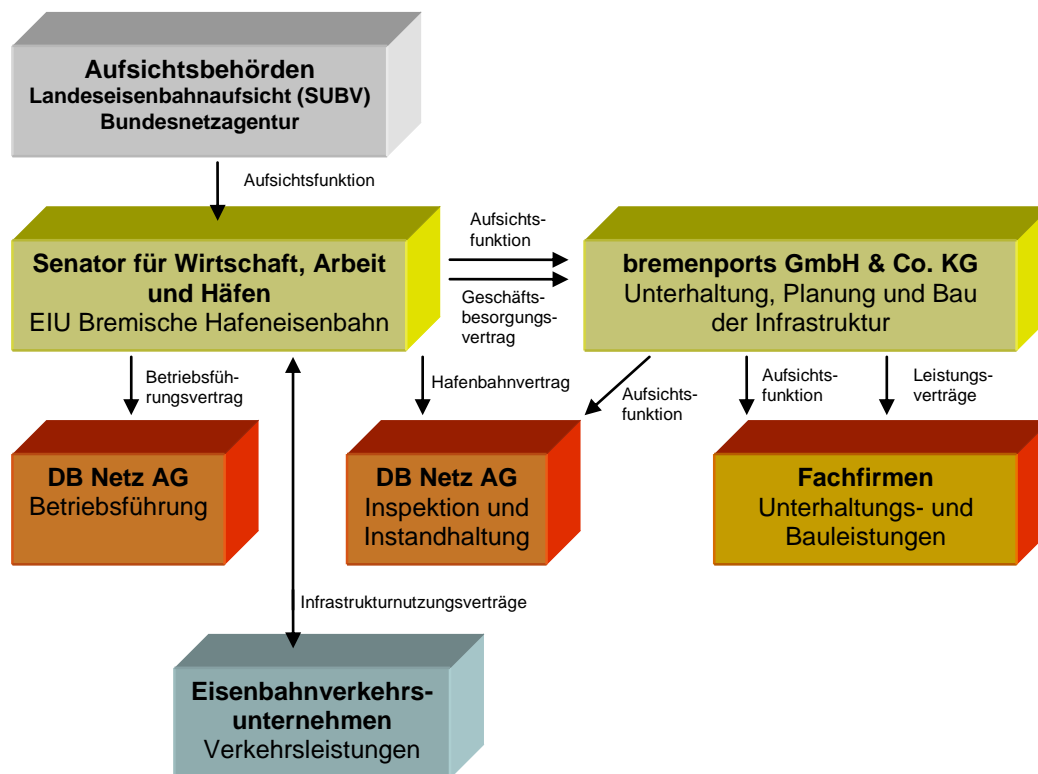 Aufsichtsbehörden
Landeseisenbahnaufsicht (SUBV)
Bundesnetzagentur
Aufsichtsfunktion
Senator für Wirtschaft, Arbeit
und Häfen
EIU Bremische Hafeneisenbahn
Aufsichts-
funktion
Geschäfts-
besorgungs-
vertrag
bremenports GmbH & Co. KG
Unterhaltung, Planung und Bau
der Infrastruktur
Betriebsfüh-
rungsvertrag
Hafenbahnvertrag
Aufsichts-
funktion
Aufsichts-
funktion
Leistungs-
verträge
DB Netz AG
Betriebsführung
DB Netz AG
Inspektion und
Instandhaltung
Fachfirmen
Unterhaltungs- und
Bauleistungen
Infrastrukturnutzungsverträge
Eisenbahnverkehrs-
unternehmen
Verkehrsleistungen